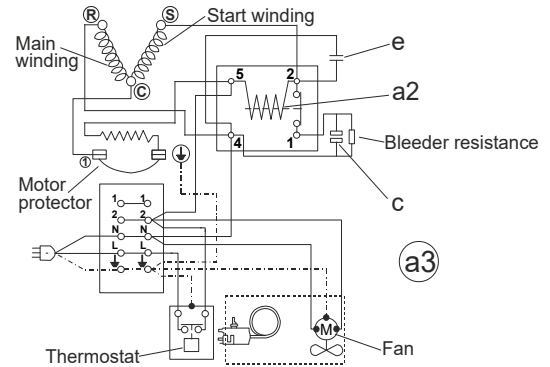 R
S
Start winding
Main
winding
C
5
2
e
a2
4
1
Bleeder resistance
c
1
Motor
protector
1 1
2 2
N N
L L
a3
M
Fan
Thermostat